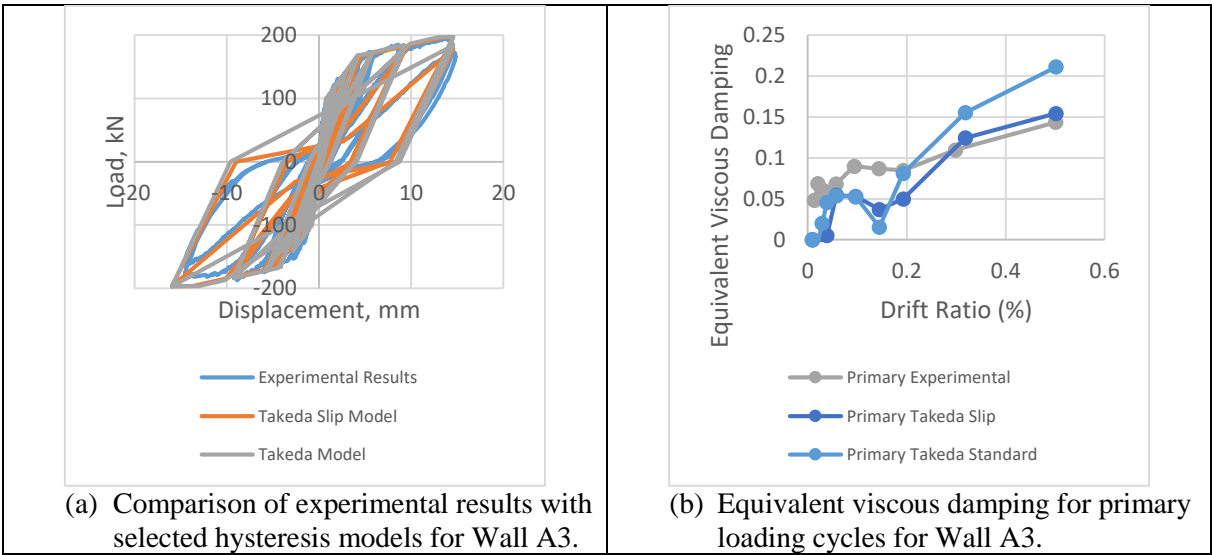 200
100
0
-100
-200
-20
-10
0
10
20
Load, kN
Displacement, mm
Experimental Results
Takeda Slip Model
Takeda Model
(a) Comparison of experimental results with
selected hysteresis models for Wall A3.
0.25
0.2
0.15
0.1
0.05
0
0
0.2
0.4
0.6
Equivalent Viscous Damping
Drift Ratio (%)
Primary Experimental
Primary Takeda Slip
Primary Takeda Standard
(b) Equivalent viscous damping for primary
loading cycles for Wall A3.